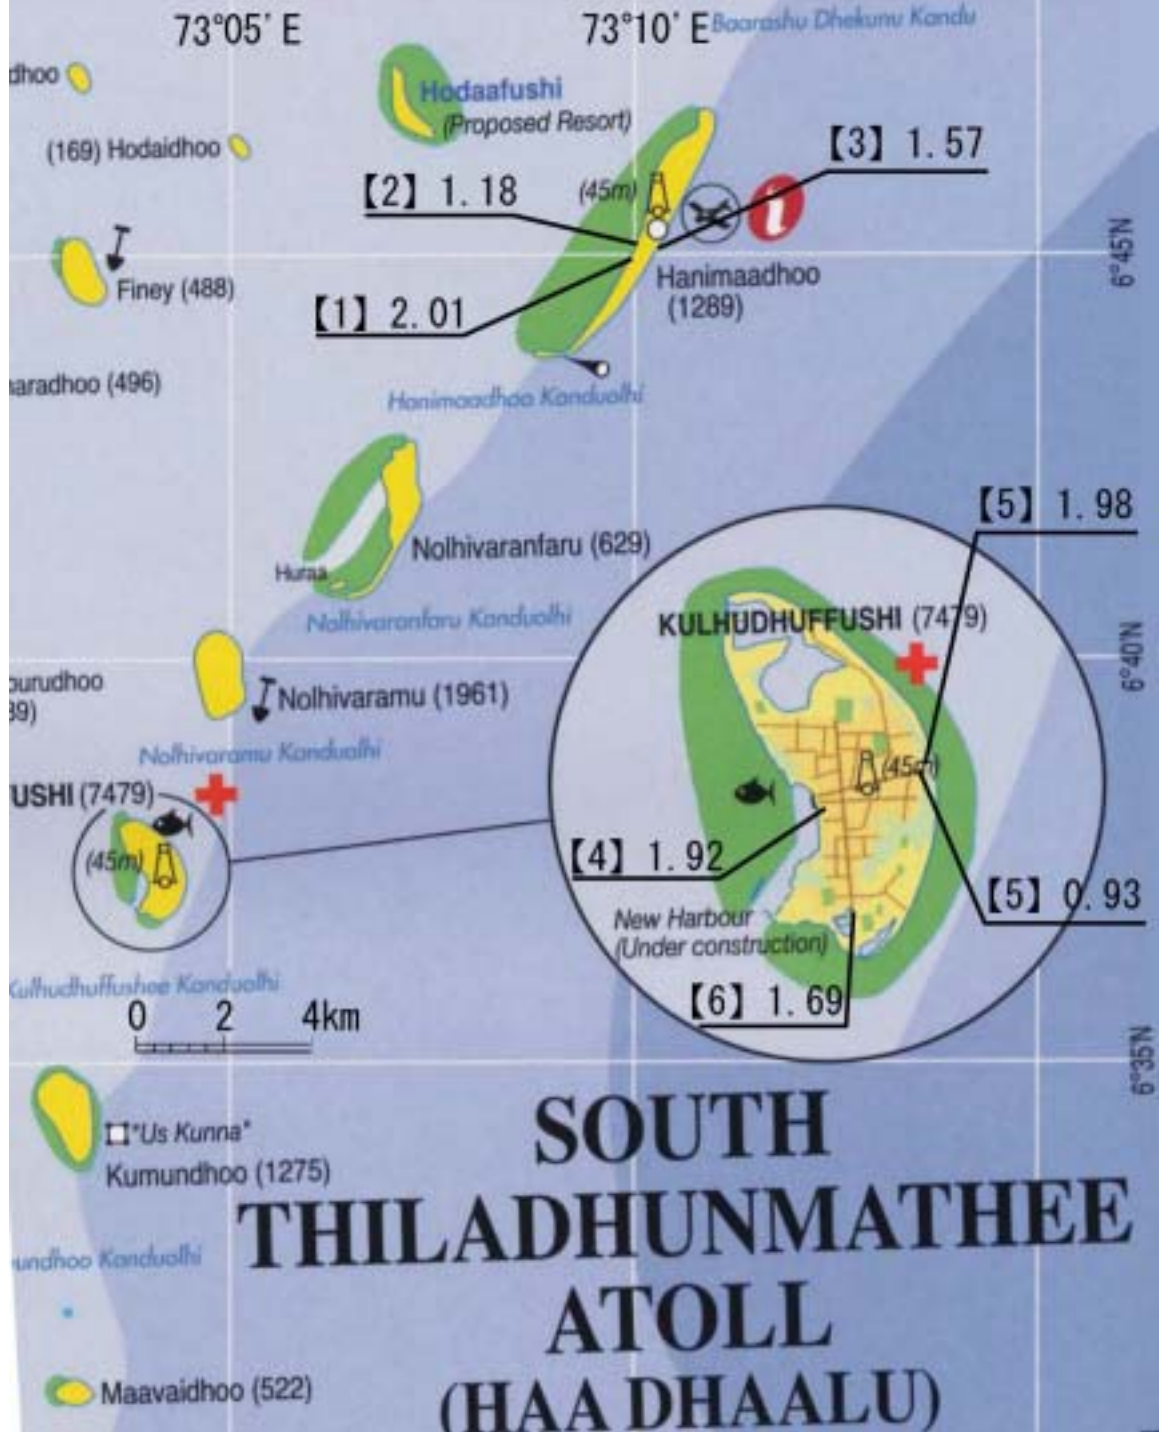 73°05' E
73°10' E
Baarashu Dhekunu Kandu
dhoo
Hodaafushi
(Proposed Resort)
(169) Hodaidhoo
【3】 1.57
【2】 1.18
(45m)
i
6°45'N
Finey (488)
Hanimaadhoo
(1289)
【1】 2.01
aradhoo (496)
Hanimaadhoo Kanduolhi
【5】 1.98
Nolhivaranfaru (629)
Huraa
Nolhivaranfaru Kanduolhi
KULHUDHUFFUSHI (7479)
6°40'N
ourudhoo
39)
Nolhivaramu (1961)
Nolhivaramu Kanduolhi
(45m)
USHI (7479)
(45m)
【4】 1.92
【5】 0.93
New Harbour
(Under construction)
Kulhudhuffushee Kanduolhi
【6】 1.69
0 2 4km
6°35'N
"Us Kunna"
Kumundhoo (1275)
SOUTH
THILADHUNMATHEE
ATOLL
(HAA DHAALU)
undhoo Kanduolhi
Maavaidhoo (522)